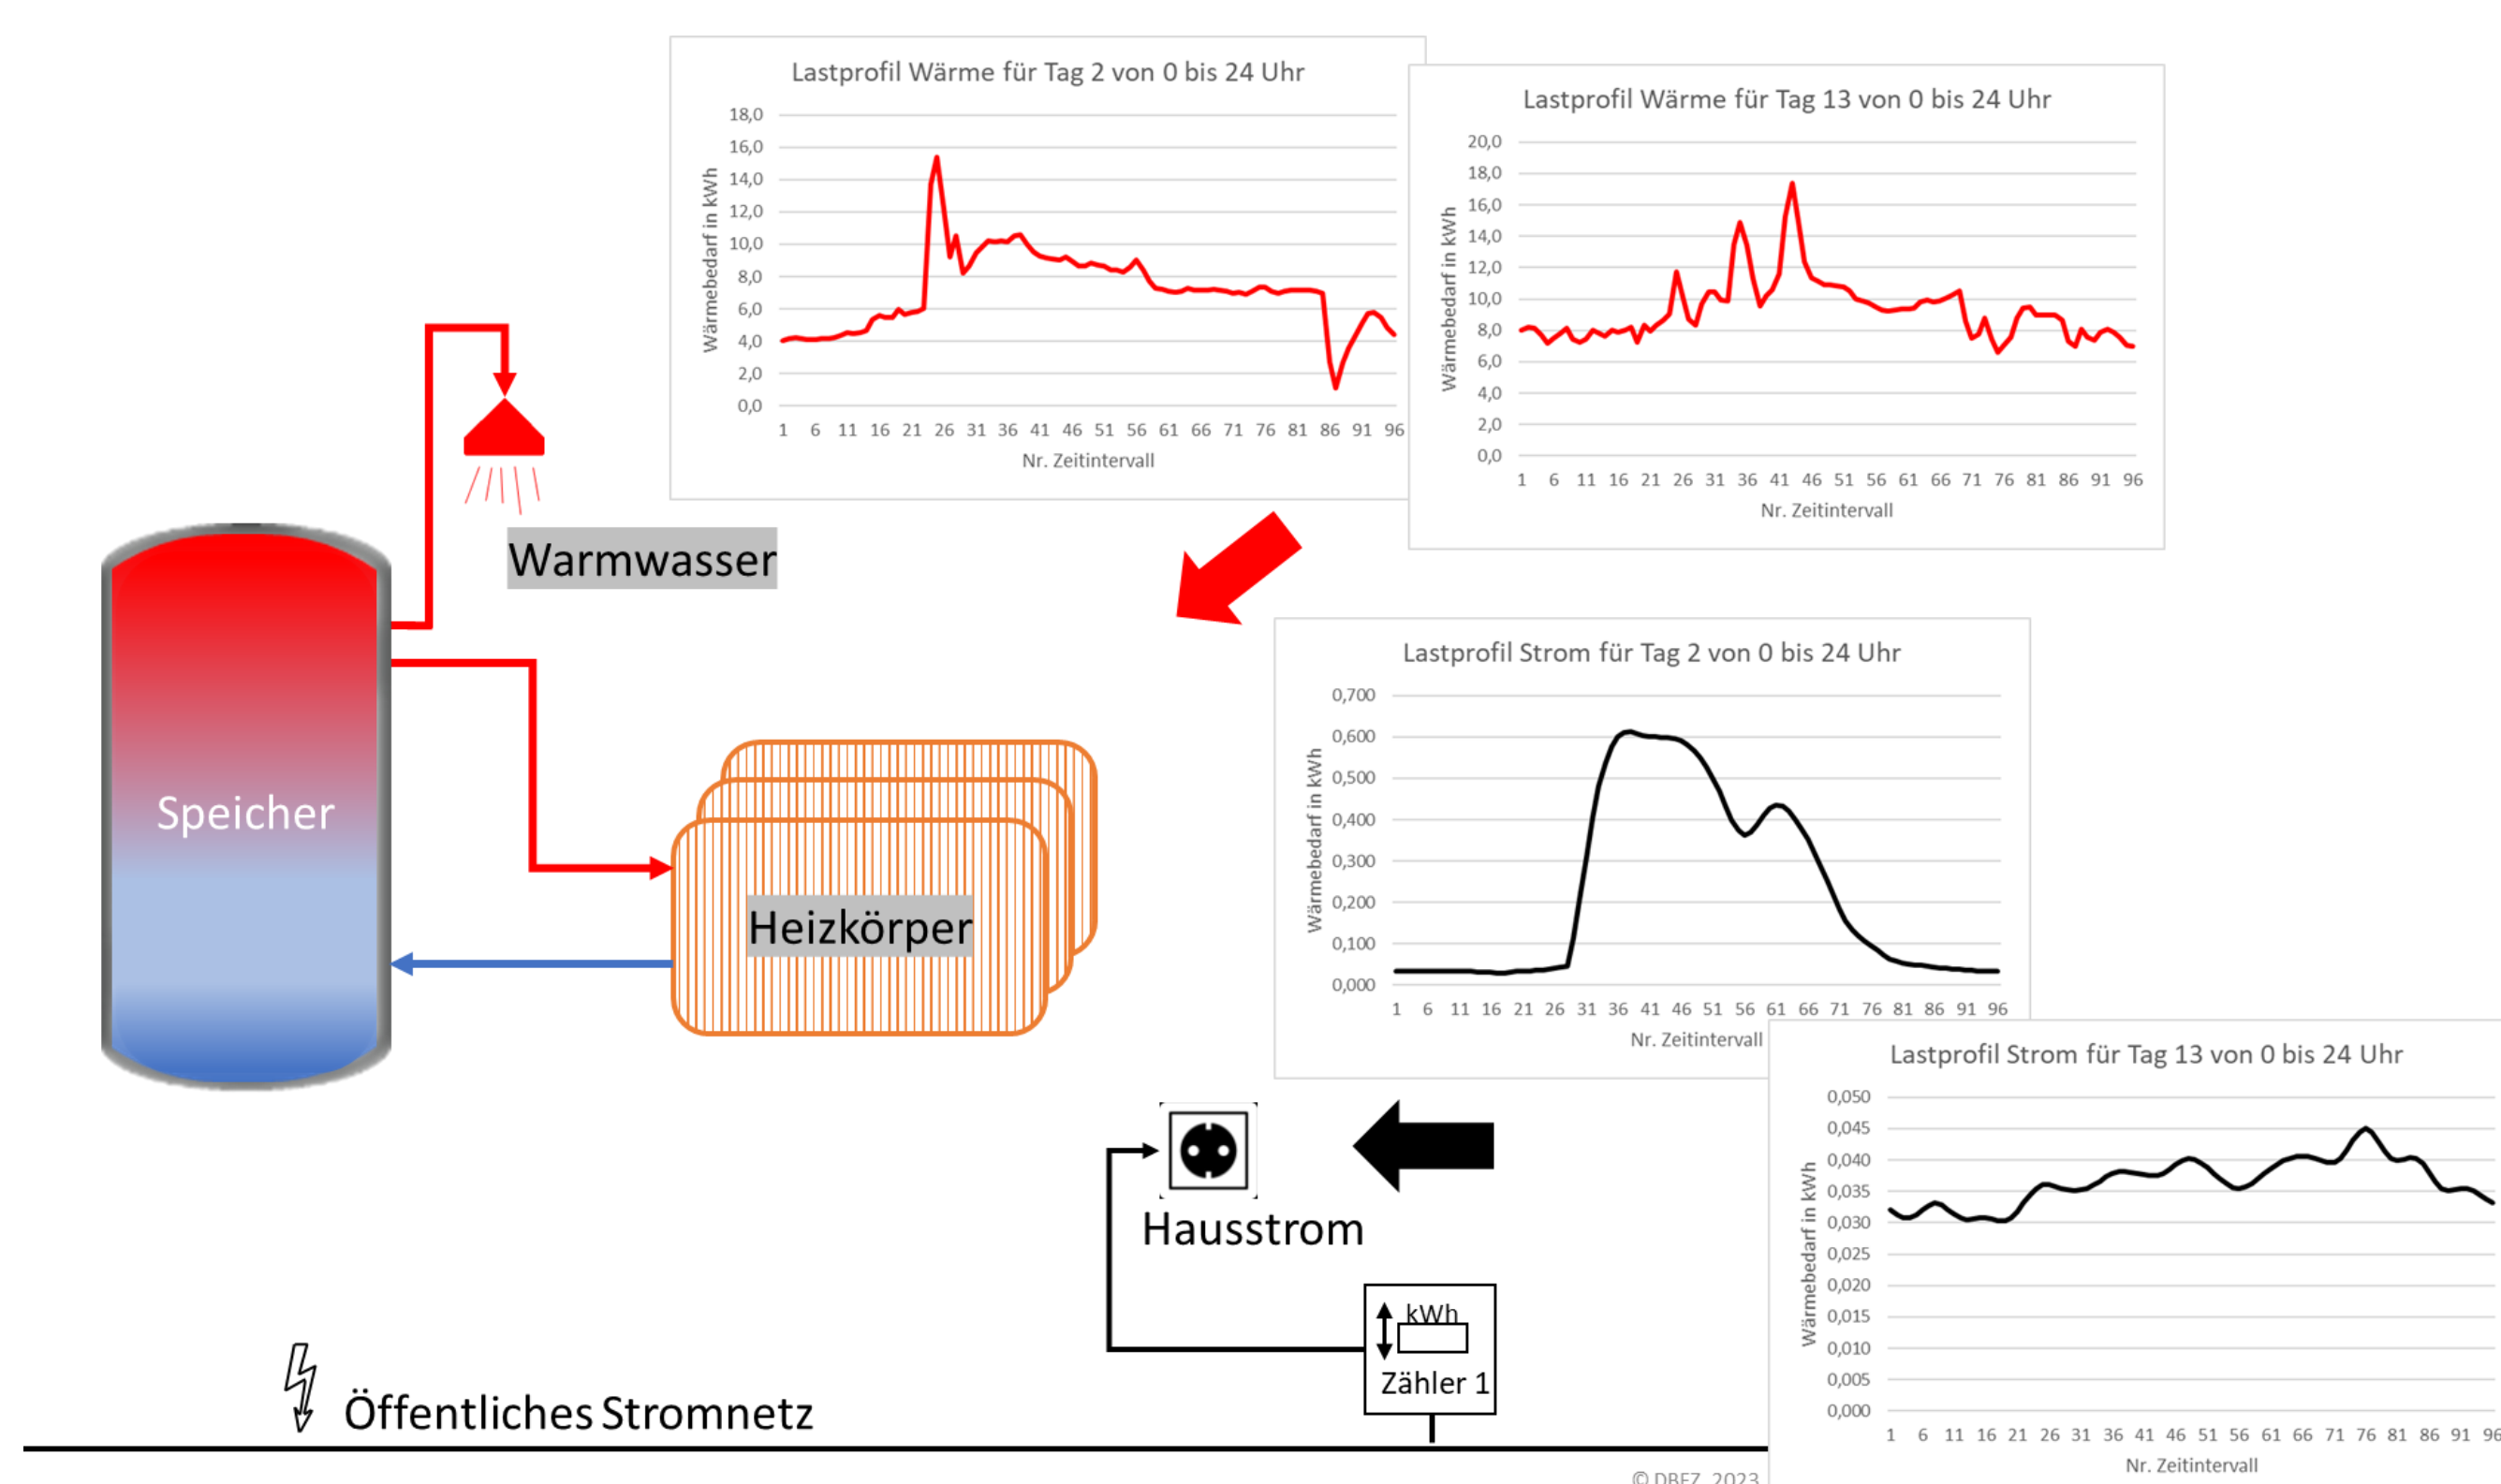 Lastprofil Wärme für Tag 2 von 0 bis 24 Uhr
Wärmebedarf in kWh
18,0
16,0
14,0
12,0
10,0
8,0
6,0
4,0
2,0
0,0
1 6 11 16 21 26 31 36 41 46 51 56 61 66 71 76 81 86 91 96
Nr. Zeitintervall
Lastprofil Wärme für Tag 13 von 0 bis 24 Uhr
Wärmebedarf in kWh
20,0
18,0
16,0
14,0
12,0
10,0
8,0
6,0
4,0
2,0
0,0
1 6 11 16 21 26 31 36 41 46 51 56 61 66 71 76 81 86 91 96
Nr. Zeitintervall
Warmwasser
Speicher
Heizkörper
Lastprofil Strom für Tag 2 von 0 bis 24 Uhr
Wärmebedarf in kWh
0,700
0,600
0,500
0,400
0,300
0,200
0,100
0,000
1 6 11 16 21 26 31 36 41 46 51 56 61 66 71 76 81 86 91 96
Nr. Zeitintervall
Lastprofil Strom für Tag 13 von 0 bis 24 Uhr
Wärmebedarf in kWh
0,050
0,045
0,040
0,035
0,030
0,025
0,020
0,015
0,010
0,005
0,000
1 6 11 16 21 26 31 36 41 46 51 56 61 66 71 76 81 86 91 96
Nr. Zeitintervall
Hausstrom
kWh
Zähler 1
Öffentliches Stromnetz
© DBFZ, 2023